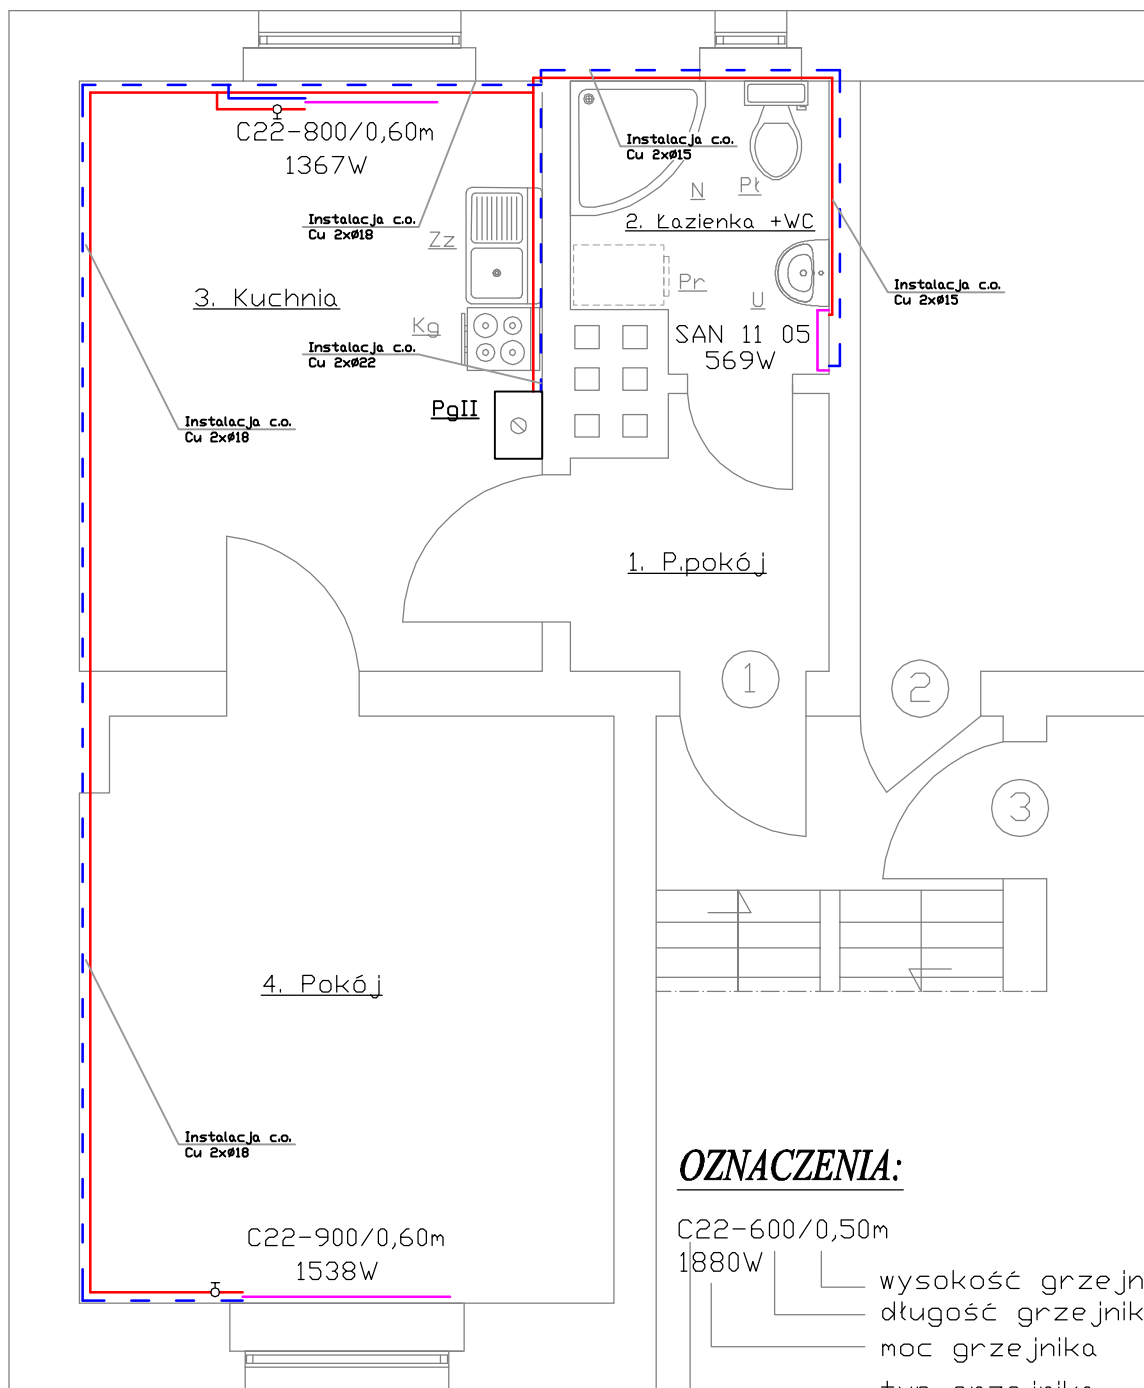 C22-800/0,60m
1367W
Instalacja c.o.
Cu 2xø15
N
Pł
2. Łazienka +WC
Instalacja c.o.
Cu 2xø18
Zz
Pr
U
Instalacja c.o.
Cu 2xø15
3. Kuchnia
Kg
SAN 11 05
569W
Instalacja c.o.
Cu 2xø22
PgII
Instalacja c.o.
Cu 2xø18
1. P.pokój
1
2
3
4. Pokój
Instalacja c.o.
Cu 2xø18
C22-900/0,60m
1538W
OZNACZENIA:
C22-600/0,50m
1880W
wysokość grzejn
długość grzejnik
moc grzejnika